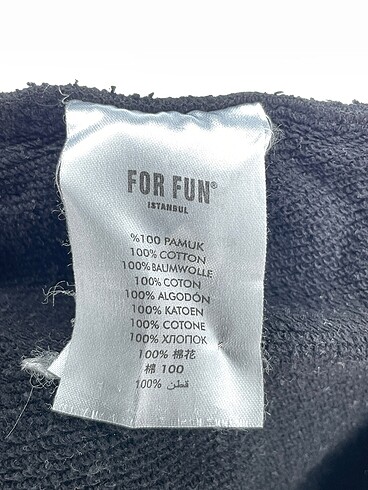 FOR FUN®
ISTANBUL
%100 PAMUK
100% COTTON
100% BAUMWOLLE
100% COTON
100% ALGODÓN
100% KATOEN
100% COTONE
100% ХЛОПОК
100% 棉花
棉 100
100% قطن